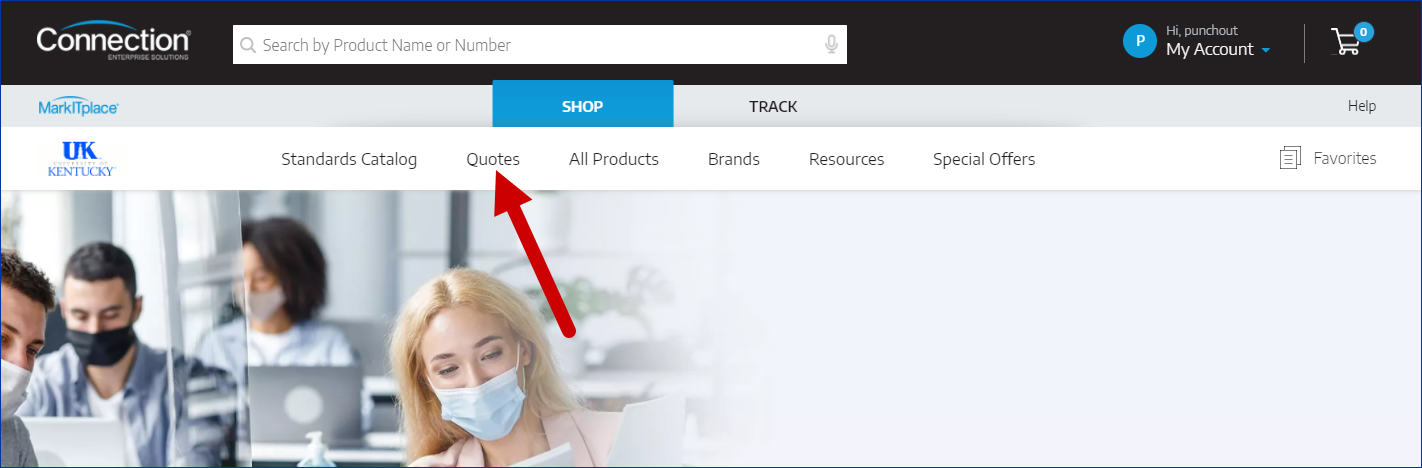 Connection®
ENTERPRISE SOLUTIONS
Search by Product Name or Number
P
Hi, punchout
My Account
0
MarkITplace®
SHOP
TRACK
Help
UK
UNIVERSITY OF
KENTUCKY®
Standards Catalog
Quotes
All Products
Brands
Resources
Special Offers
Favorites